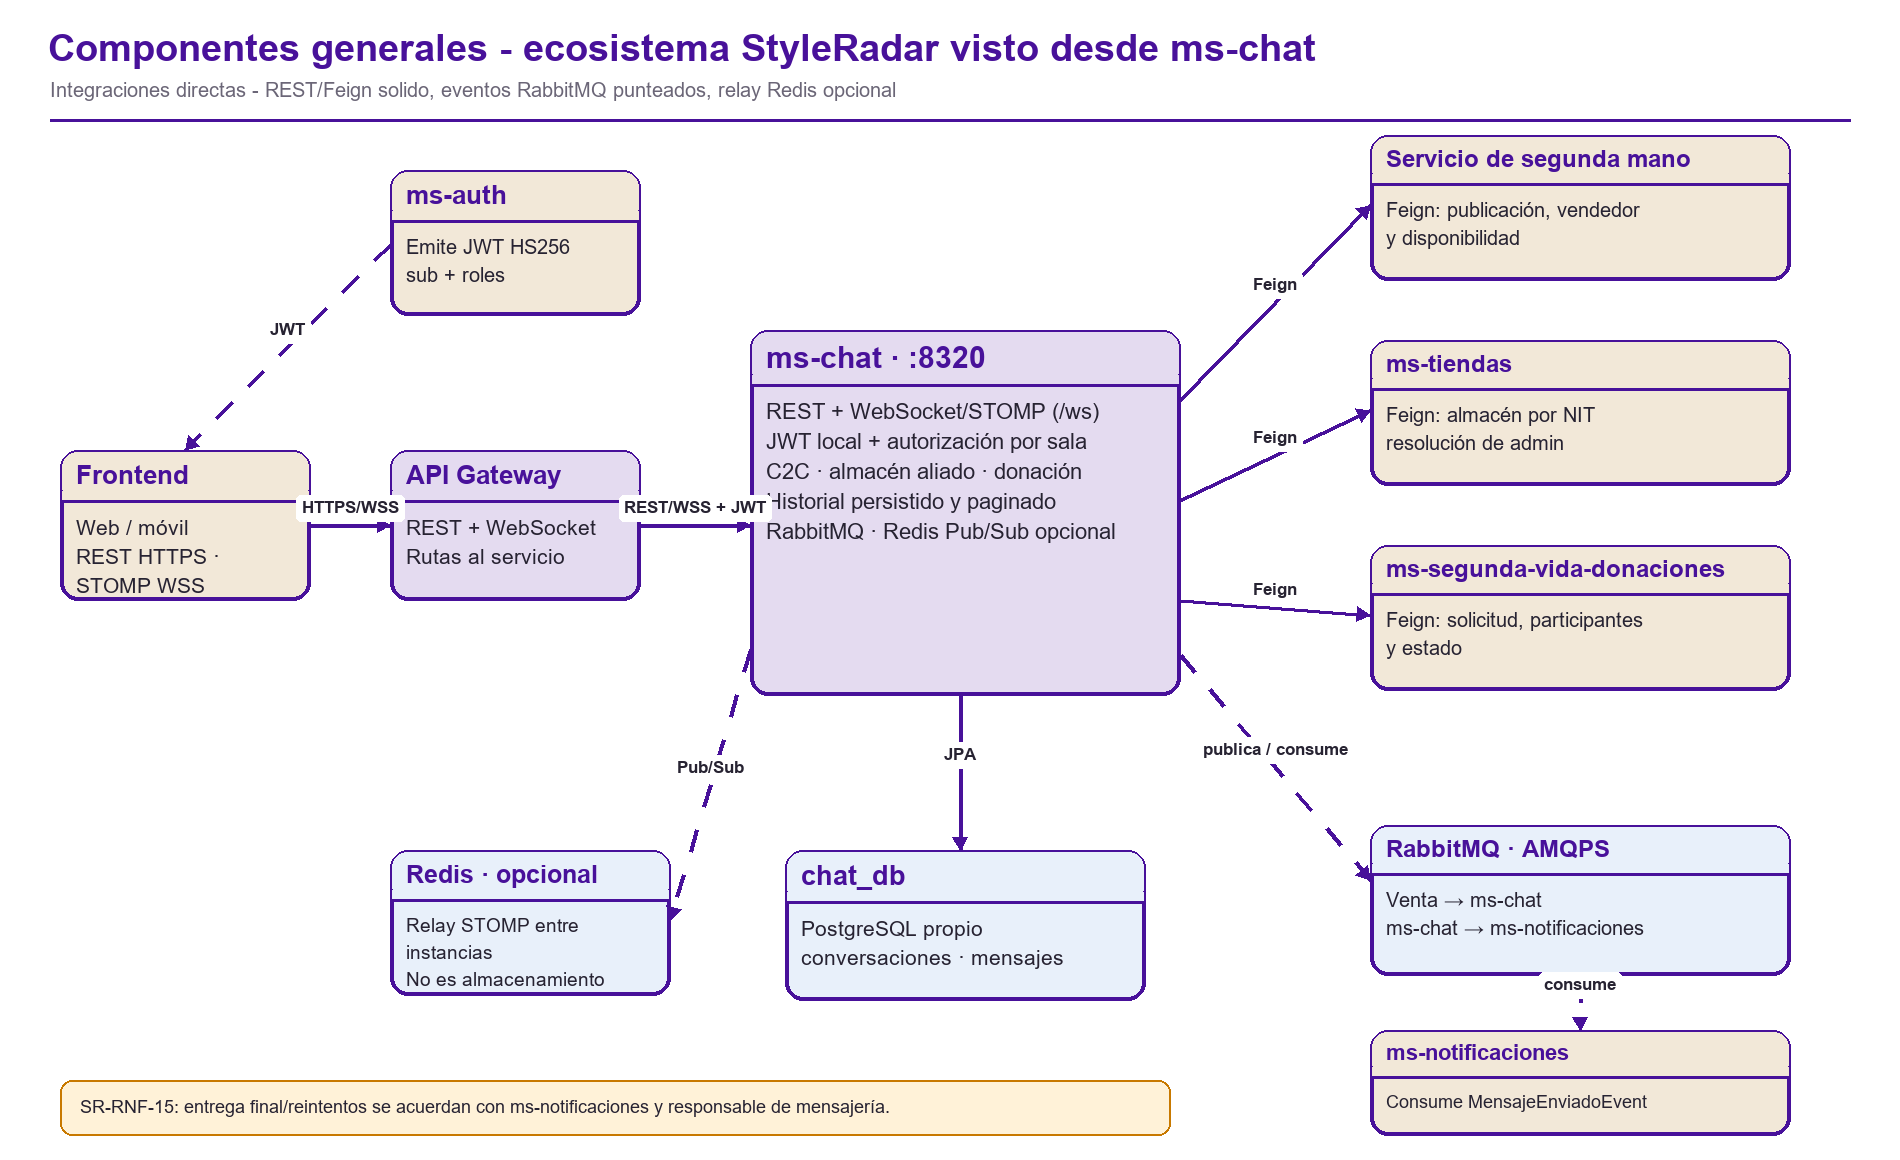 Componentes generales - ecosistema StyleRadar visto desde ms-chat
Integraciones directas - REST/Feign solido, eventos RabbitMQ punteados, relay Redis opcional
ms-auth
Emite JWT HS256
sub + roles
JWT
Frontend
Web / móvil
REST HTTPS ·
STOMP WSS
HTTPS/WSS
API Gateway
REST + WebSocket
Rutas al servicio
REST/WSS + JWT
ms-chat · :8320
REST + WebSocket/STOMP (/ws)
JWT local + autorización por sala
C2C · almacén aliado · donación
Historial persistido y paginado
RabbitMQ · Redis Pub/Sub opcional
Feign
Servicio de segunda mano
Feign: publicación, vendedor
y disponibilidad
Feign
ms-tiendas
Feign: almacén por NIT
resolución de admin
Feign
ms-segunda-vida-donaciones
Feign: solicitud, participantes
y estado
Pub/Sub
JPA
publica / consume
Redis · opcional
Relay STOMP entre
instancias
No es almacenamiento
chat_db
PostgreSQL propio
conversaciones · mensajes
RabbitMQ · AMQPS
Venta → ms-chat
ms-chat → ms-notificaciones
consume
ms-notificaciones
Consume MensajeEnviadoEvent
SR-RNF-15: entrega final/reintentos se acuerdan con ms-notificaciones y responsable de mensajería.